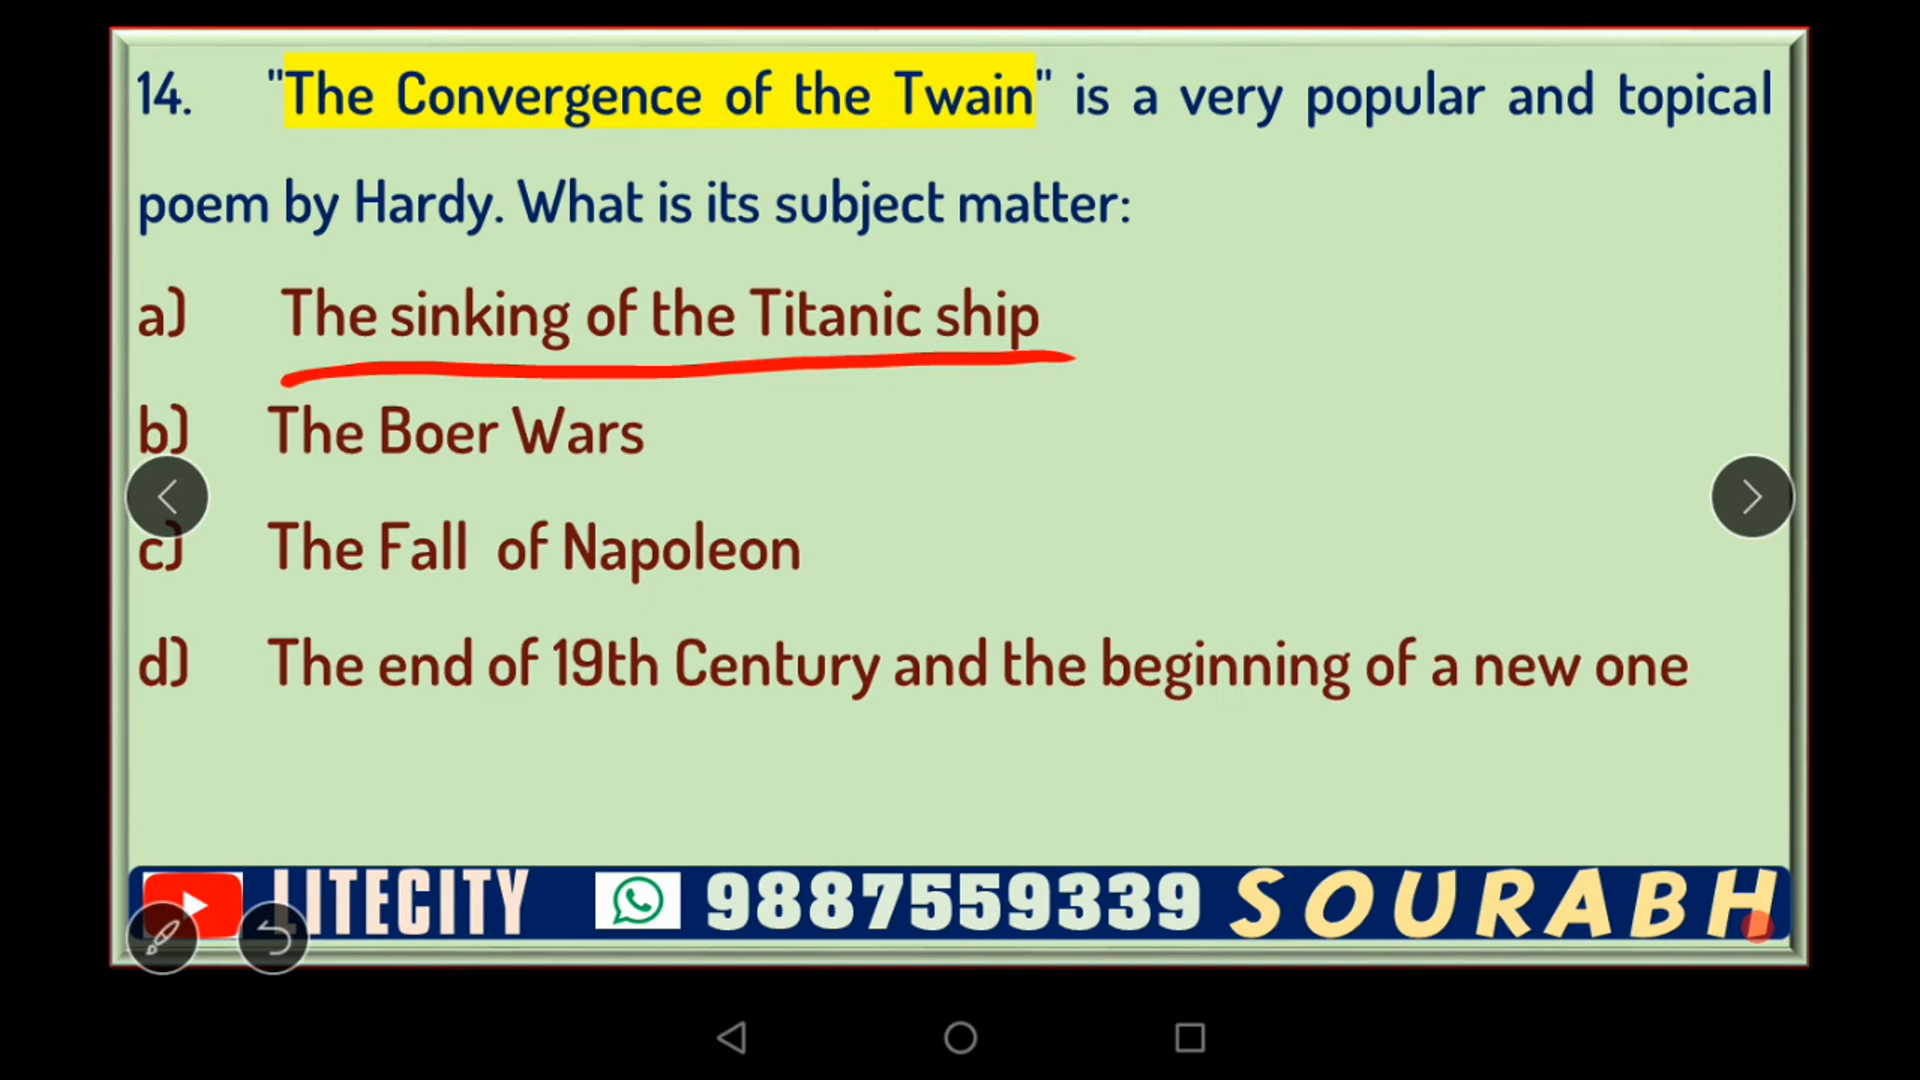 14. "The Convergence of the Twain" is a very popular and topical
poem by Hardy. What is its subject matter:
a) The sinking of the Titanic ship
b) The Boer Wars
c) The Fall of Napoleon
d) The end of 19th Century and the beginning of a new one
LITECITY 9887559339 SOURABH